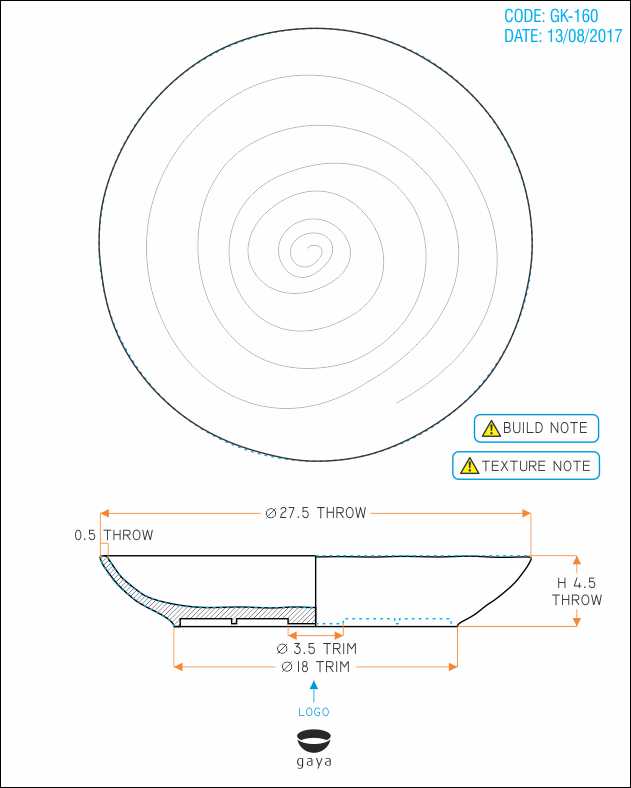 CODE: GK-160
DATE: 13/08/2017
BUILD NOTE
TEXTURE NOTE
Ø 27.5 THROW
0.5 THROW
H 4.5
THROW
Ø 3.5 TRIM
Ø 18 TRIM
LOGO
gaya